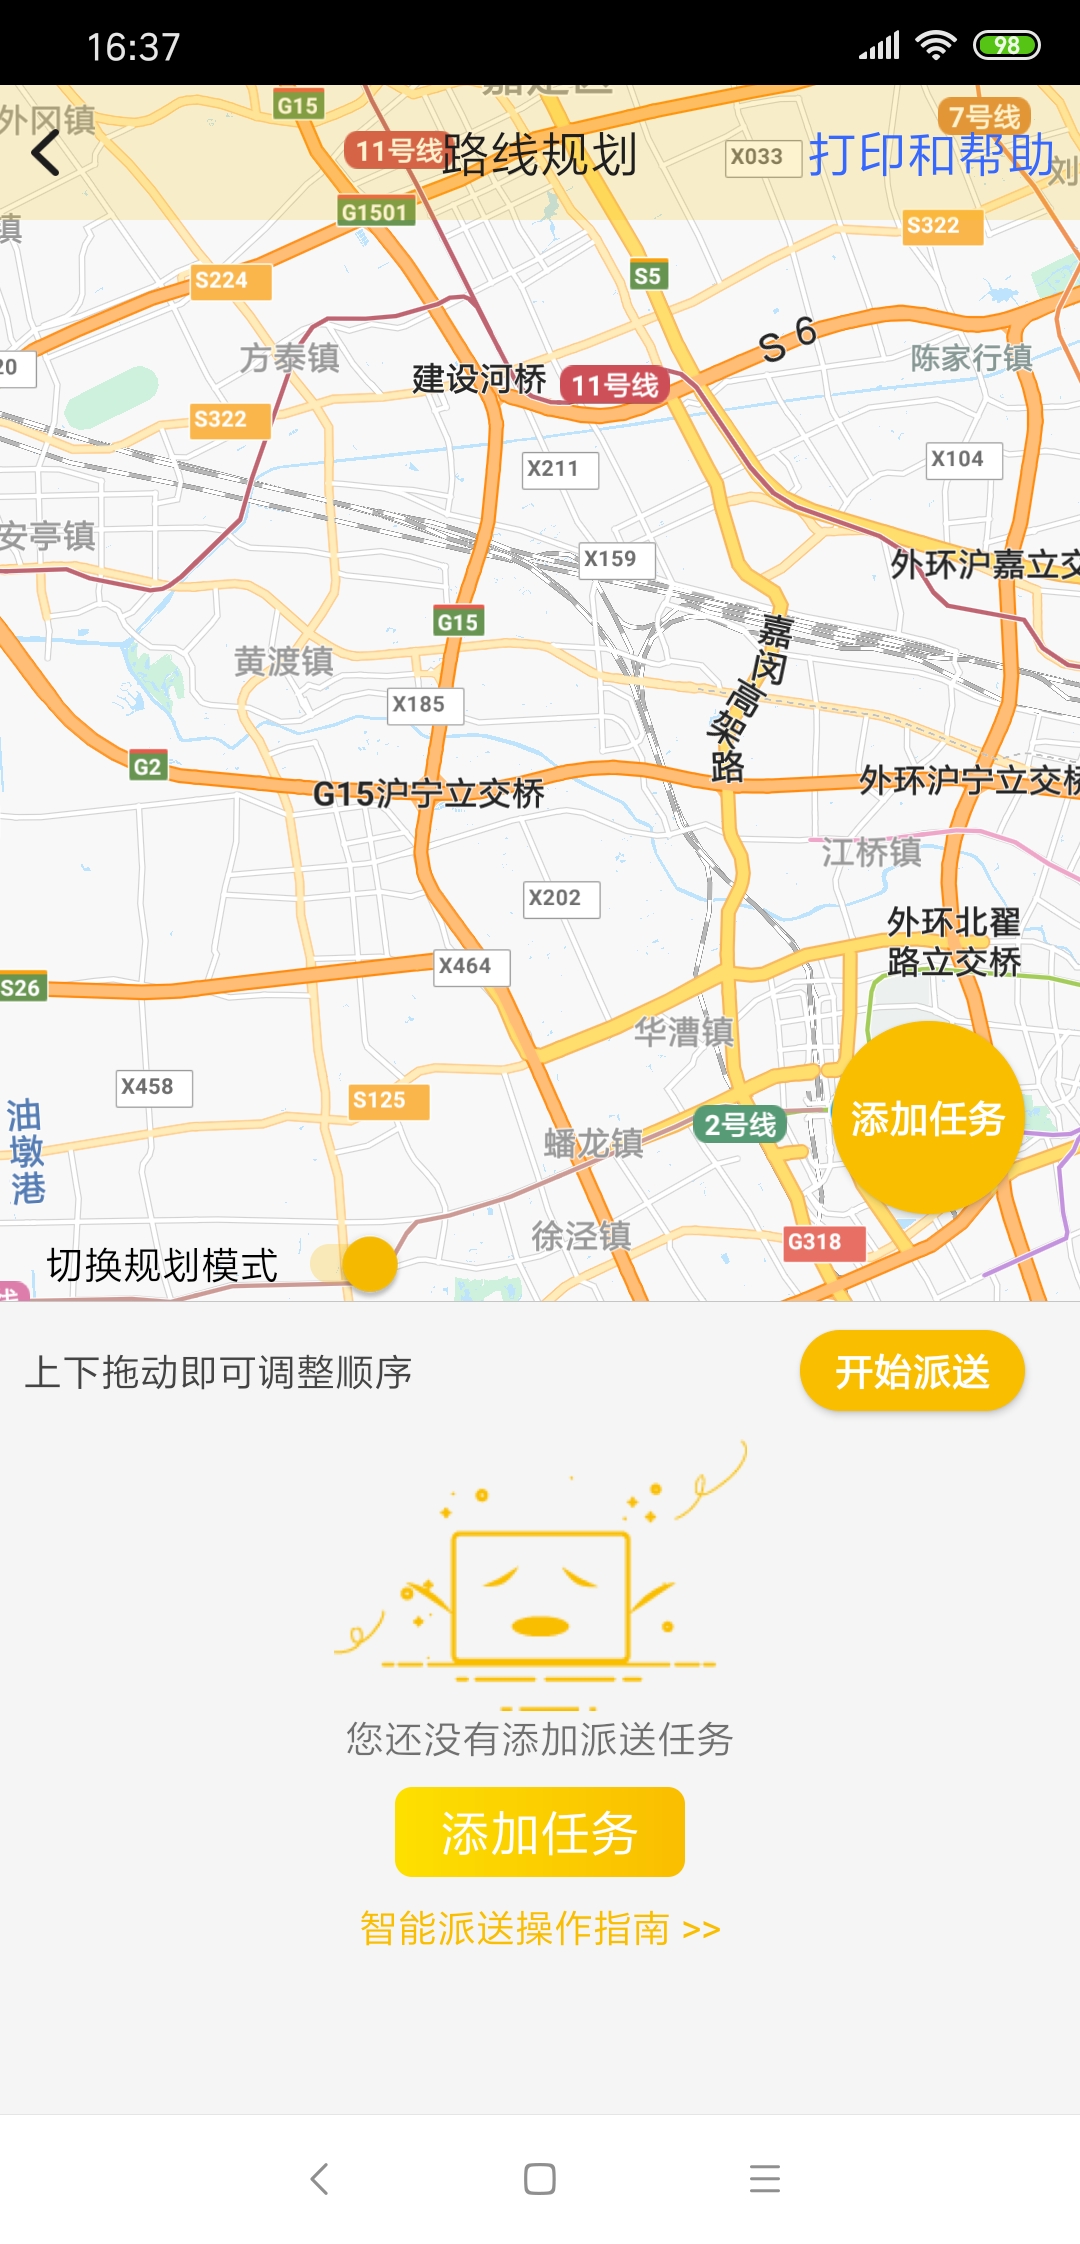 16:37
98
外冈镇
G15
11号线
路线规划
X033
7号线
打印和帮助
刘
镇
G1501
S322
S5
S224
S 6
20
方泰镇
建设河桥
11号线
陈家行镇
S322
X211
X104
安亭镇
X159
外环沪嘉立交
G15
嘉闵高架路
黄渡镇
X185
G2
G15沪宁立交桥
外环沪宁立交桥
江桥镇
X202
外环北翟
路立交桥
X464
S26
华漕镇
X458
S125
油墩港
2号线
添加任务
蟠龙镇
徐泾镇
G318
切换规划模式
线
上下拖动即可调整顺序
开始派送
您还没有添加派送任务
添加任务
智能派送操作指南 >>